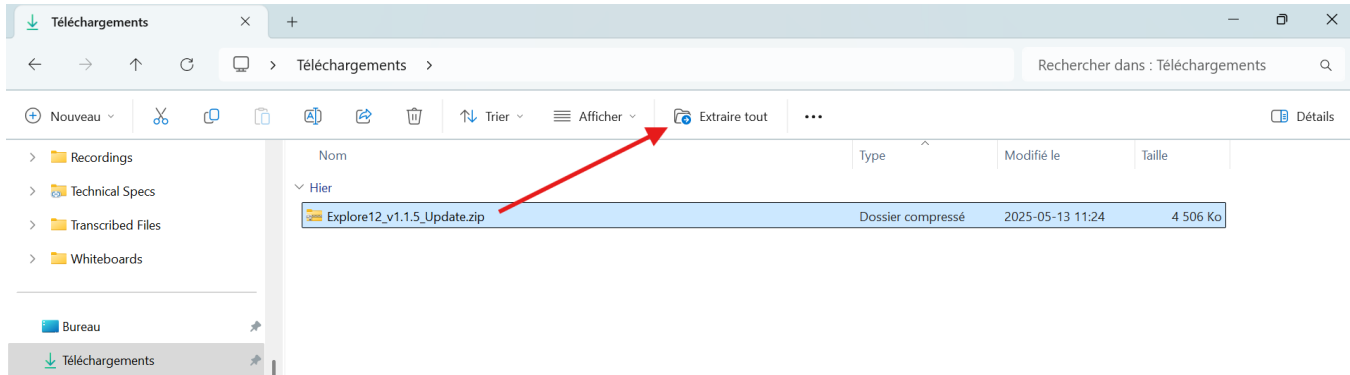 Téléchargements
Téléchargements
Rechercher dans : Téléchargements
Nouveau
Trier
Afficher
Extraire tout
Détails
Recordings
Technical Specs
Transcribed Files
Whiteboards
Bureau
Téléchargements
Nom Type Modifié le Taille
Hier
Explore12_v1.1.5_Update.zip Dossier compressé 2025-05-13 11:24 4 506 Ko